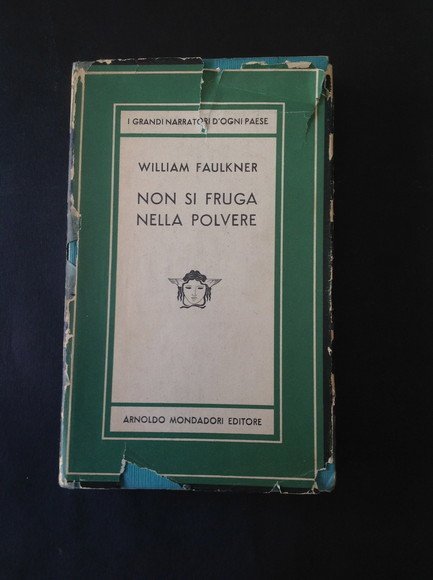 I GRANDI NARRATORI D'OGNI PAESE
WILLIAM FAULKNER
NON SI FRUGA
NELLA POLVERE
ARNOLDO MONDADORI EDITORE